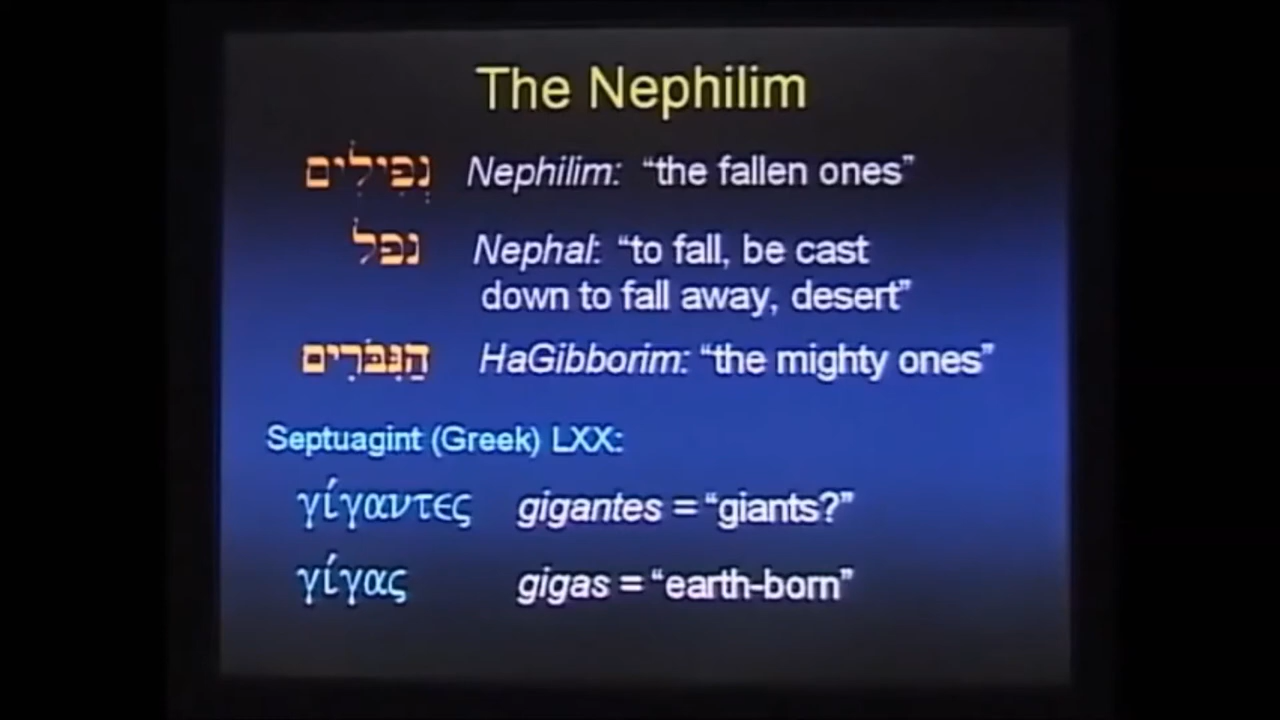 The Nephilim
נְפִילִים Nephilim: “the fallen ones”
נפל Nephal: “to fall, be cast
down to fall away, desert”
הַגִּבֹּרִים HaGibborim: “the mighty ones”
Septuagint (Greek) LXX:
γίγαντες gigantes = “giants?”
γίγας gigas = “earth-born”